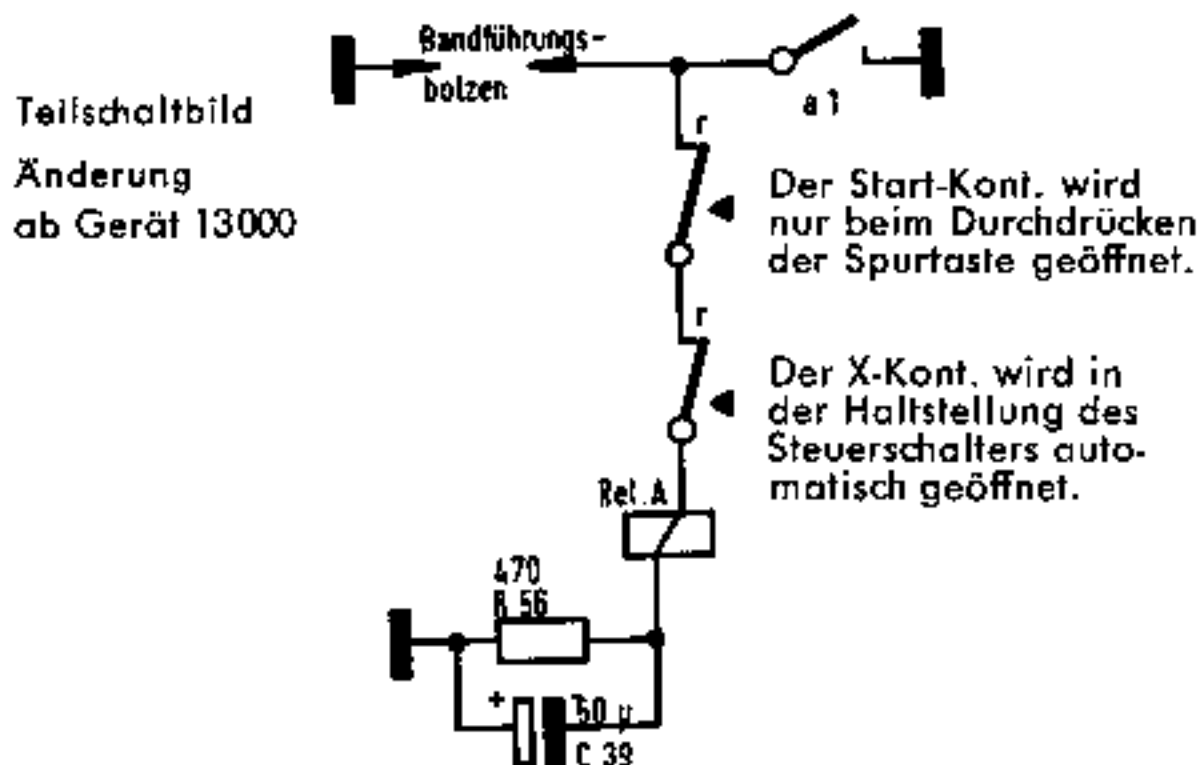 Bandführungs-
bolzen
a 1
Teilschaltbild
Änderung
ab Gerät 13000
r
Der Start-Kont. wird
nur beim Durchdrücken
der Spurtaste geöffnet.
r
Der X-Kont. wird in
der Haltstellung des
Steuerschalters auto-
matisch geöffnet.
Rel. A
470
R 56
+
50 µ
C 39